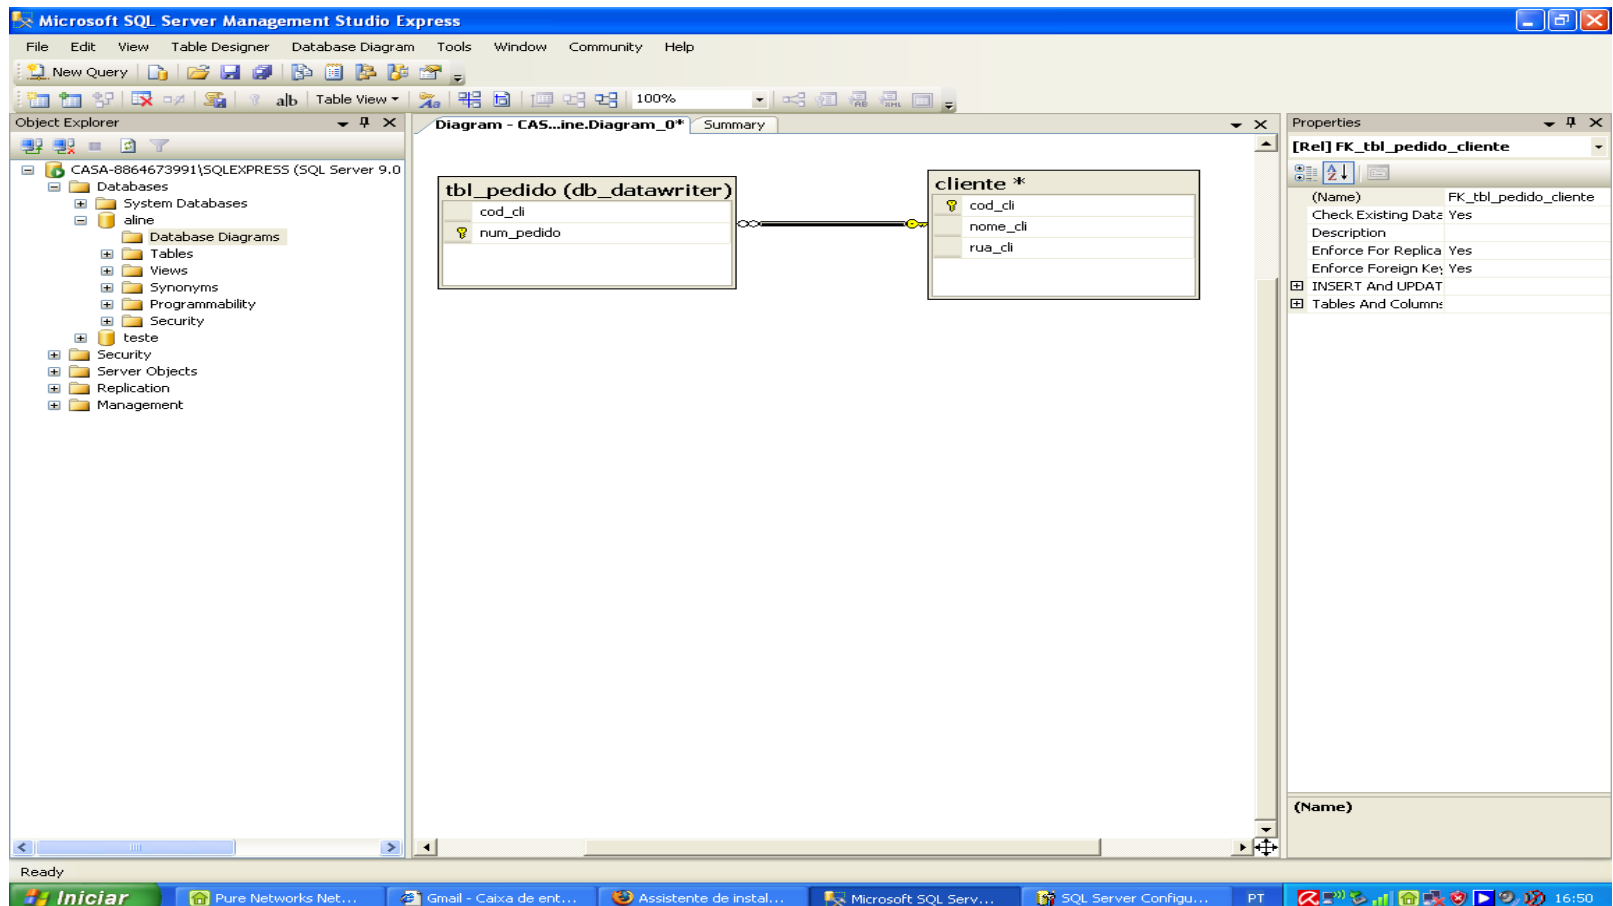 Microsoft SQL Server Management Studio Express
File Edit View Table Designer Database Diagram Tools Window Community Help
New Query
alb Table View 100%
Object Explorer
CASA-8864673991\SQLEXPRESS (SQL Server 9.0
Databases
System Databases
aline
Database Diagrams
Tables
Views
Synonyms
Programmability
Security
teste
Security
Server Objects
Replication
Management
Diagram - CAS...ine.Diagram_0* Summary
tbl_pedido (db_datawriter)
cod_cli
num_pedido
cliente *
cod_cli
nome_cli
rua_cli
Properties
[Rel] FK_tbl_pedido_cliente
(Name) FK_tbl_pedido_cliente
Check Existing Data Yes
Description
Enforce For Replica Yes
Enforce Foreign Key Yes
INSERT And UPDAT
Tables And Columns
(Name)
Ready
Iniciar Pure Networks Net... Gmail - Caixa de ent... Assistente de instal... Microsoft SQL Serv... SQL Server Configu... PT 16:50